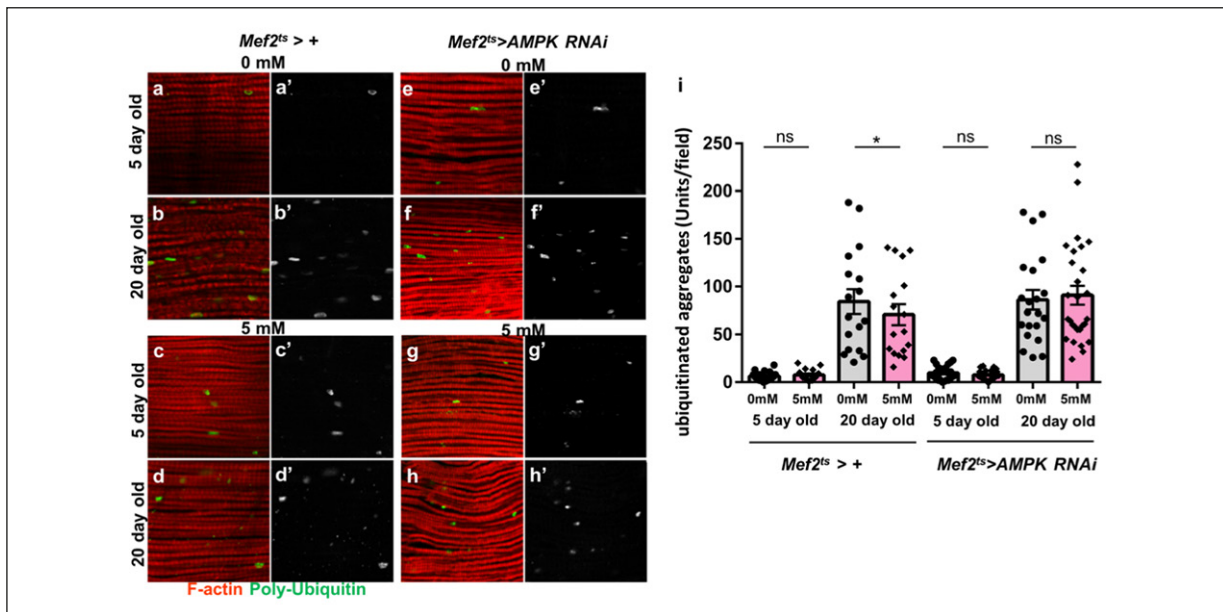 Mef2ts > +
Mef2ts>AMPK RNAi
0 mM
0 mM
5 day old
a
a'
e
e'
20 day old
b
b'
f
f'
5 mM
5 mM
5 day old
c
c'
g
g'
20 day old
d
d'
h
h'
F-actin Poly-Ubiquitin
i
ubiquitinated aggregates (Units/field)
250
200
150
100
50
0
ns
*
ns
ns
0mM 5mM 0mM 5mM 0mM 5mM 0mM 5mM
5 day old 20 day old 5 day old 20 day old
Mef2ts > + Mef2ts>AMPK RNAi